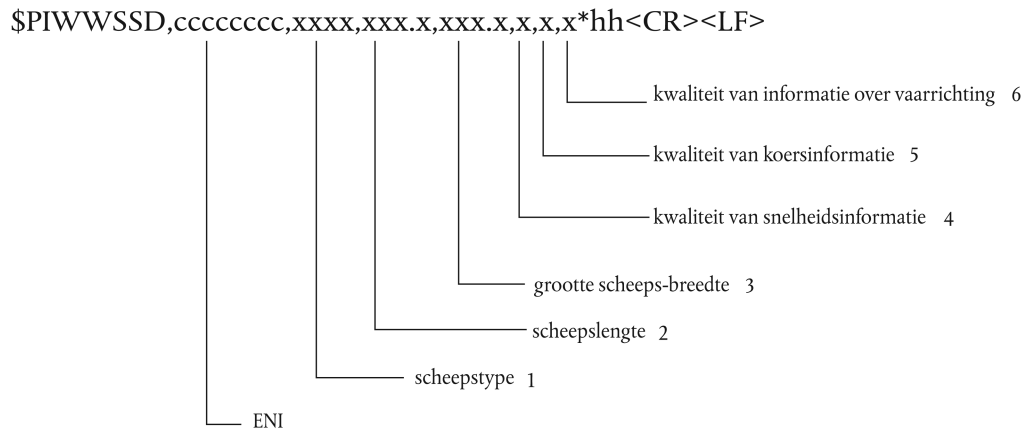 $PIWWSSD,cccccccc,xxxx,xxx.x,xxx.x,x,x,x*hh<CR><LF>
kwaliteit van informatie over vaarrichting 6
kwaliteit van koersinformatie 5
kwaliteit van snelheidsinformatie 4
grootte scheeps-breedte 3
scheepslengte 2
scheepstype 1
ENI